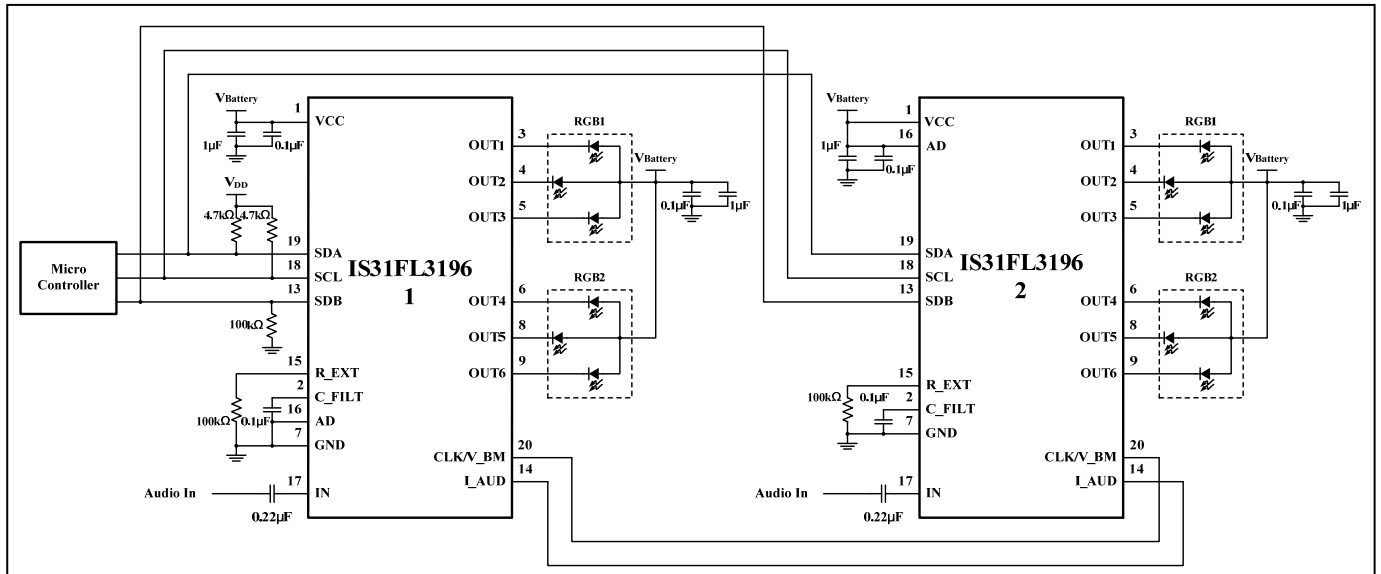 Micro
Controller
VBattery
1
VCC
1µF
0.1µF
VDD
4.7kΩ
4.7kΩ
19
SDA
18
SCL
13
SDB
100kΩ
15
R_EXT
2
C_FILT
16
AD
7
GND
100kΩ
0.1µF
Audio In
17
IN
0.22µF
IS31FL3196
1
OUT1
3
OUT2
4
OUT3
5
OUT4
6
OUT5
8
OUT6
9
CLK/V_BM
20
I_AUD
14
RGB1
VBattery
0.1µF
1µF
RGB2
VBattery
1
VCC
16
AD
1µF
0.1µF
19
SDA
18
SCL
13
SDB
15
R_EXT
2
C_FILT
7
GND
100kΩ
0.1µF
Audio In
17
IN
0.22µF
IS31FL3196
2
OUT1
3
OUT2
4
OUT3
5
OUT4
6
OUT5
8
OUT6
9
CLK/V_BM
20
I_AUD
14
RGB1
VBattery
0.1µF
1µF
RGB2